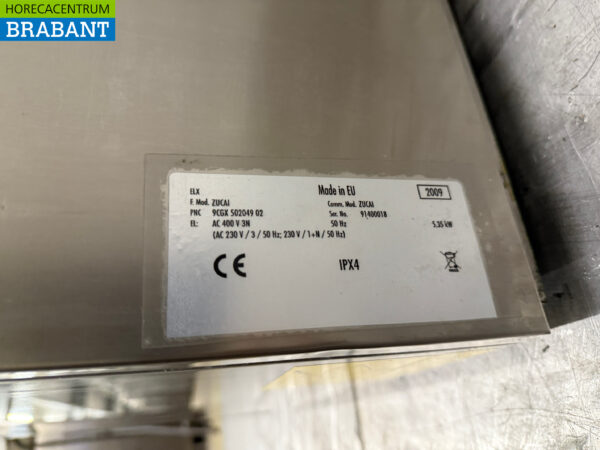 HORECACENTRUM
BRABANT
ELX Made in EU 2009
F. Mod. ZUCAI Comm. Mod. ZUCAI
PNC 9CGX 502049 02 Ser. No. 91400018
EL: AC 400 V 3N 50 Hz 5,35 kW
(AC 230 V / 3 / 50 Hz; 230 V / 1+N / 50 Hz)
CE IPX4